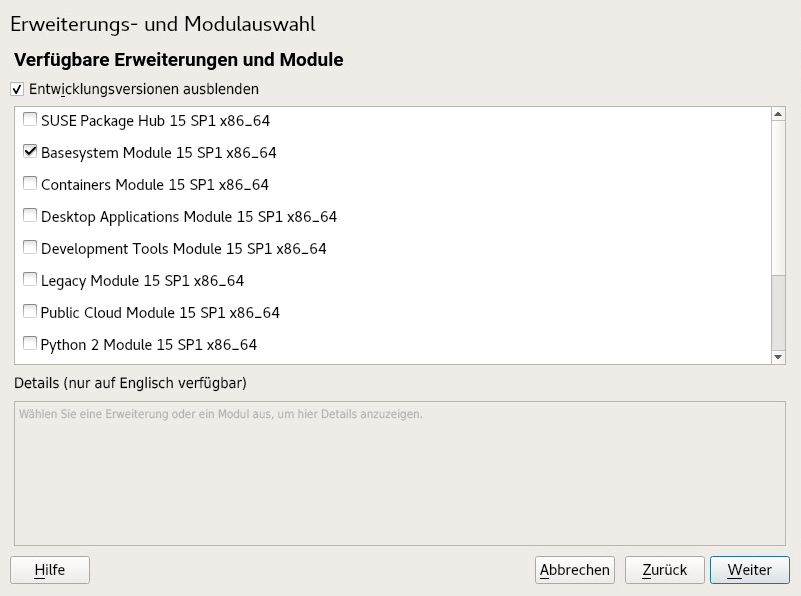 Erweiterungs- und Modulauswahl
Verfügbare Erweiterungen und Module
Entwicklungsversionen ausblenden
SUSE Package Hub 15 SP1 x86_64
Basesystem Module 15 SP1 x86_64
Containers Module 15 SP1 x86_64
Desktop Applications Module 15 SP1 x86_64
Development Tools Module 15 SP1 x86_64
Legacy Module 15 SP1 x86_64
Public Cloud Module 15 SP1 x86_64
Python 2 Module 15 SP1 x86_64
Details (nur auf Englisch verfügbar)
Wählen Sie eine Erweiterung oder ein Modul aus, um hier Details anzuzeigen.
Hilfe Abbrechen Zurück Weiter